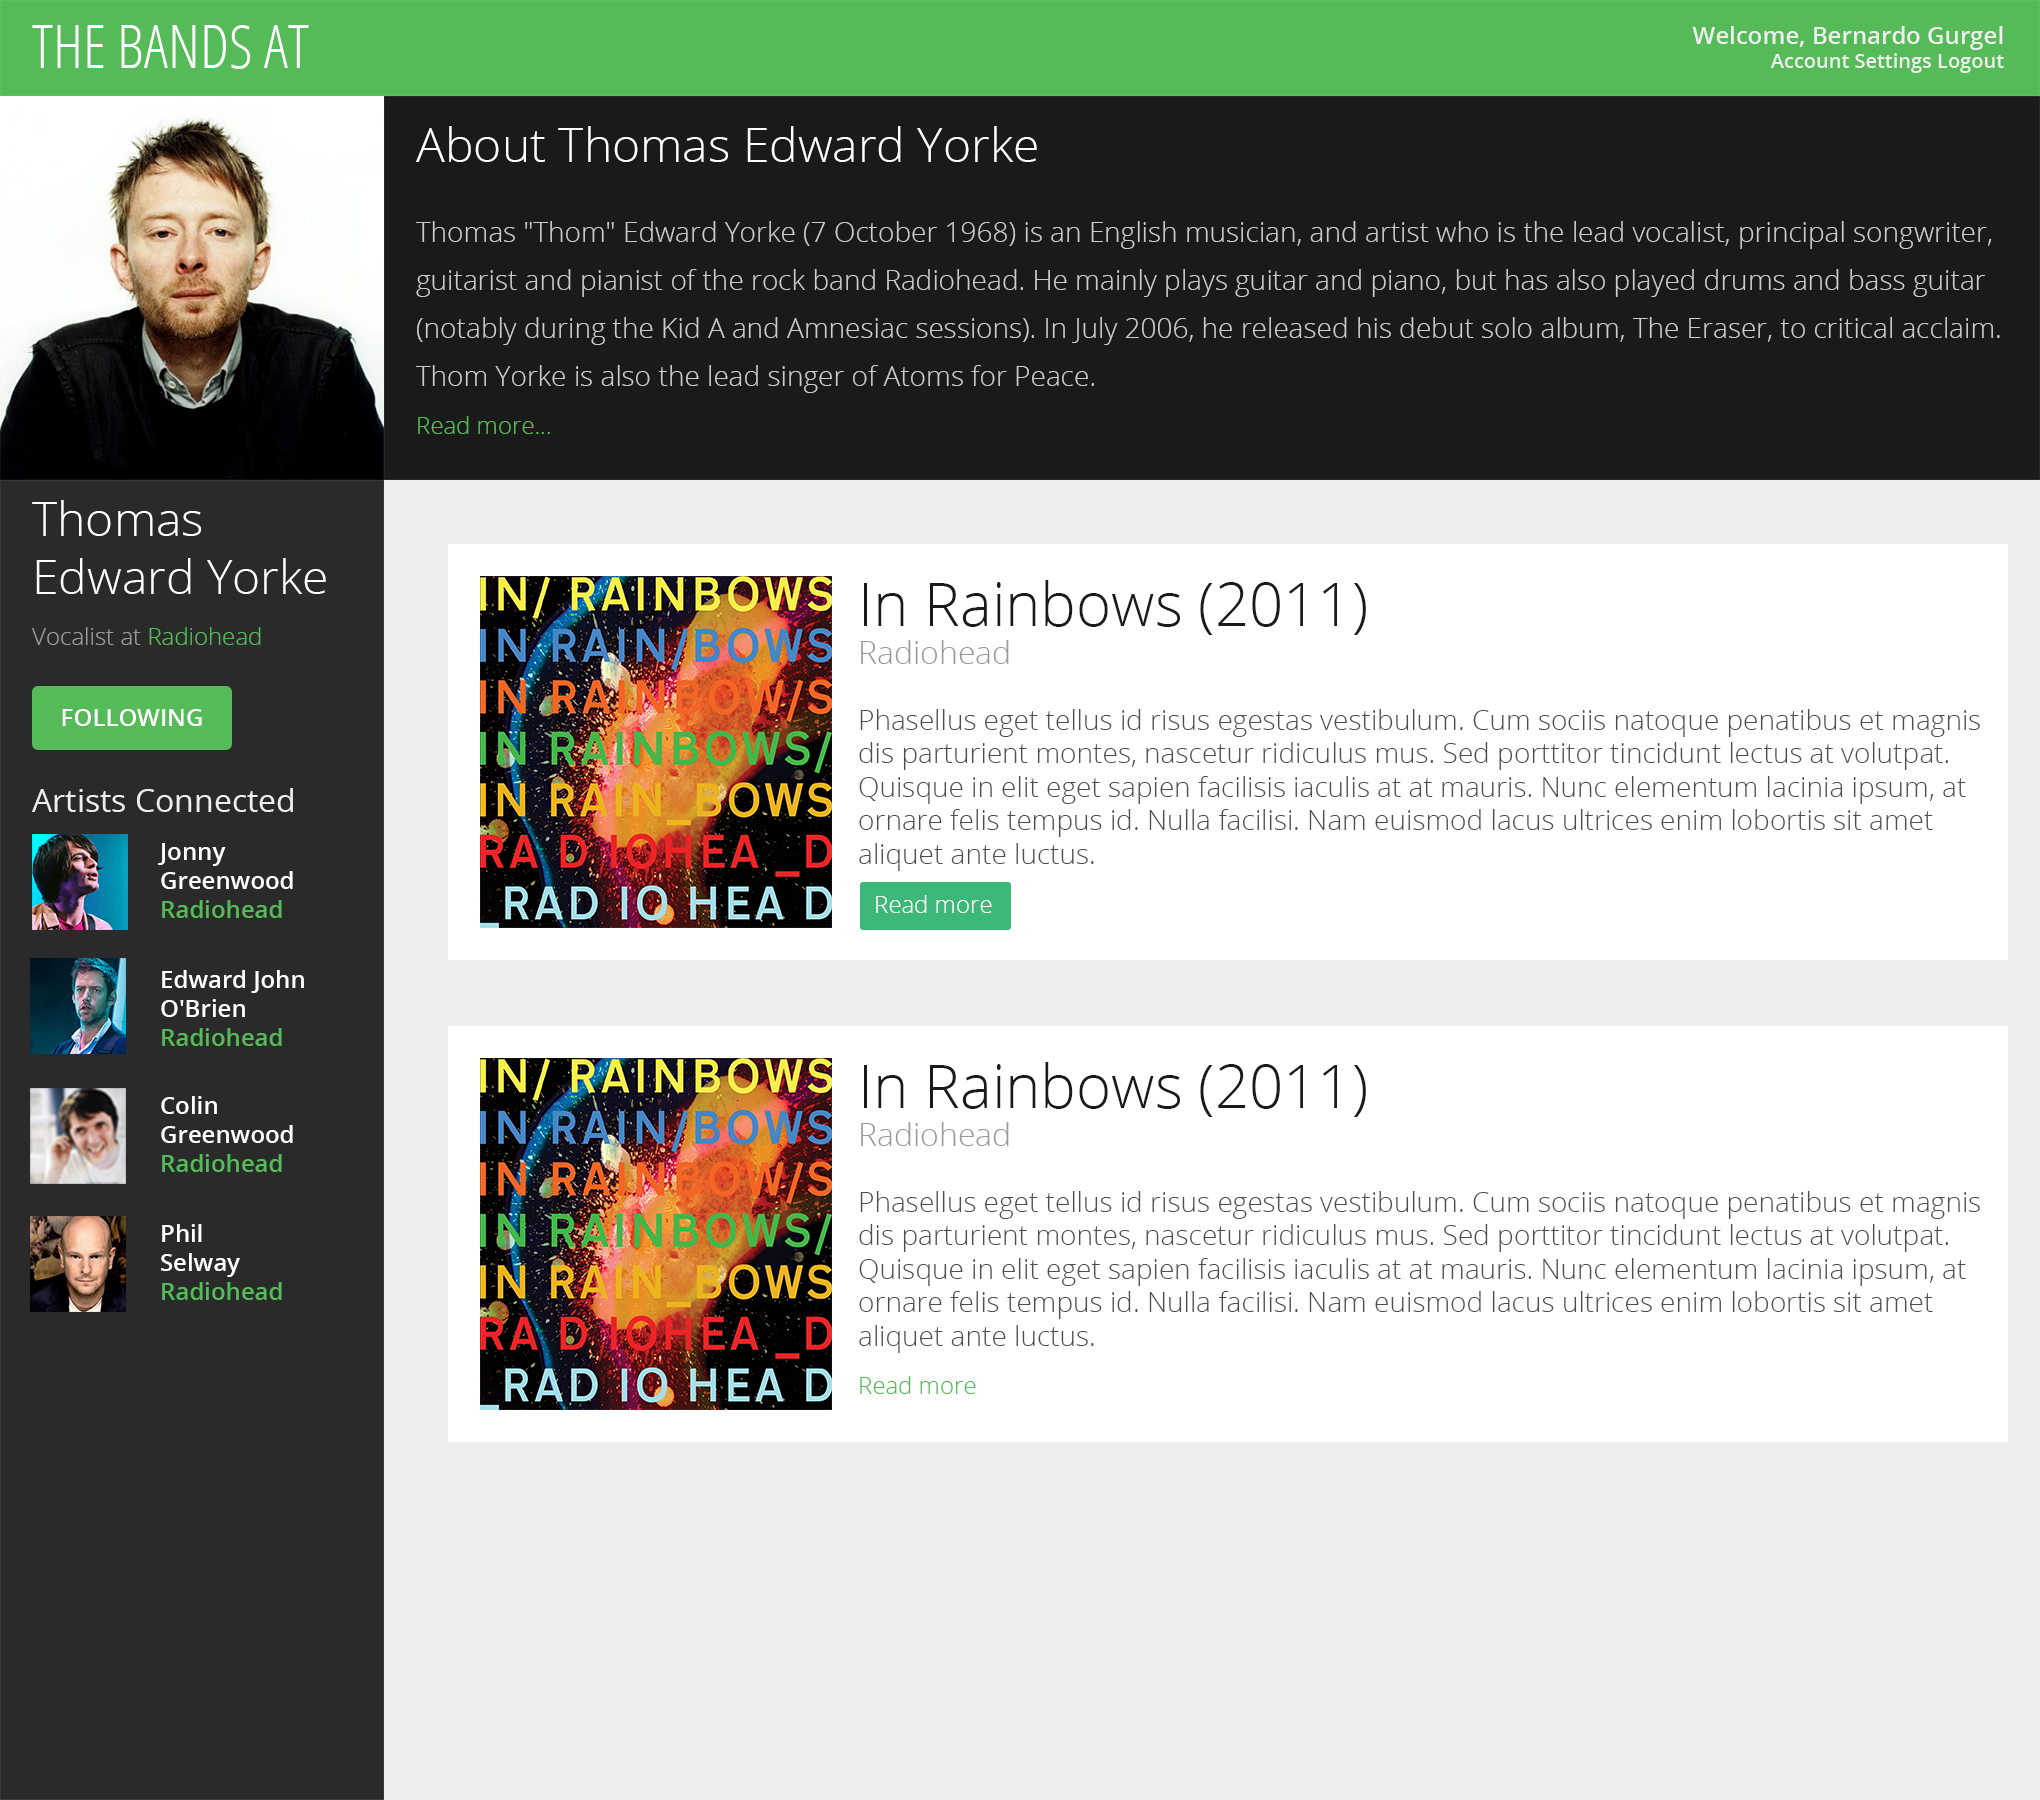 THE BANDS AT
Welcome, Bernardo Gurgel
Account Settings Logout
About Thomas Edward Yorke
Thomas "Thom" Edward Yorke (7 October 1968) is an English musician, and artist who is the lead vocalist, principal songwriter,
guitarist and pianist of the rock band Radiohead. He mainly plays guitar and piano, but has also played drums and bass guitar
(notably during the Kid A and Amnesiac sessions). In July 2006, he released his debut solo album, The Eraser, to critical acclaim.
Thom Yorke is also the lead singer of Atoms for Peace.
Read more...
Thomas
Edward Yorke
Vocalist at Radiohead
FOLLOWING
Artists Connected
Jonny
Greenwood
Radiohead
Edward John
O'Brien
Radiohead
Colin
Greenwood
Radiohead
Phil
Selway
Radiohead
IN/ RAINBOWS
IN RAIN/BOWS
IN RAINBOW/S
IN RAINBOWS/
IN RAIN_BOWS
RA D IOHEA _D
_RAD IO HEA D
In Rainbows (2011)
Radiohead
Phasellus eget tellus id risus egestas vestibulum. Cum sociis natoque penatibus et magnis
dis parturient montes, nascetur ridiculus mus. Sed porttitor tincidunt lectus at volutpat.
Quisque in elit eget sapien facilisis iaculis at at mauris. Nunc elementum lacinia ipsum, at
ornare felis tempus id. Nulla facilisi. Nam euismod lacus ultrices enim lobortis sit amet
aliquet ante luctus.
Read more
IN/ RAINBOWS
IN RAIN/BOWS
IN RAINBOW/S
IN RAINBOWS/
IN RAIN_BOWS
RA D IOHEA _D
_RAD IO HEA D
In Rainbows (2011)
Radiohead
Phasellus eget tellus id risus egestas vestibulum. Cum sociis natoque penatibus et magnis
dis parturient montes, nascetur ridiculus mus. Sed porttitor tincidunt lectus at volutpat.
Quisque in elit eget sapien facilisis iaculis at at mauris. Nunc elementum lacinia ipsum, at
ornare felis tempus id. Nulla facilisi. Nam euismod lacus ultrices enim lobortis sit amet
aliquet ante luctus.
Read more